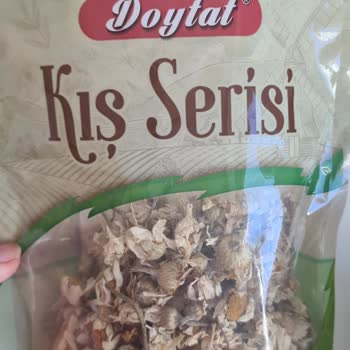 Doytat®
Kış Serisi